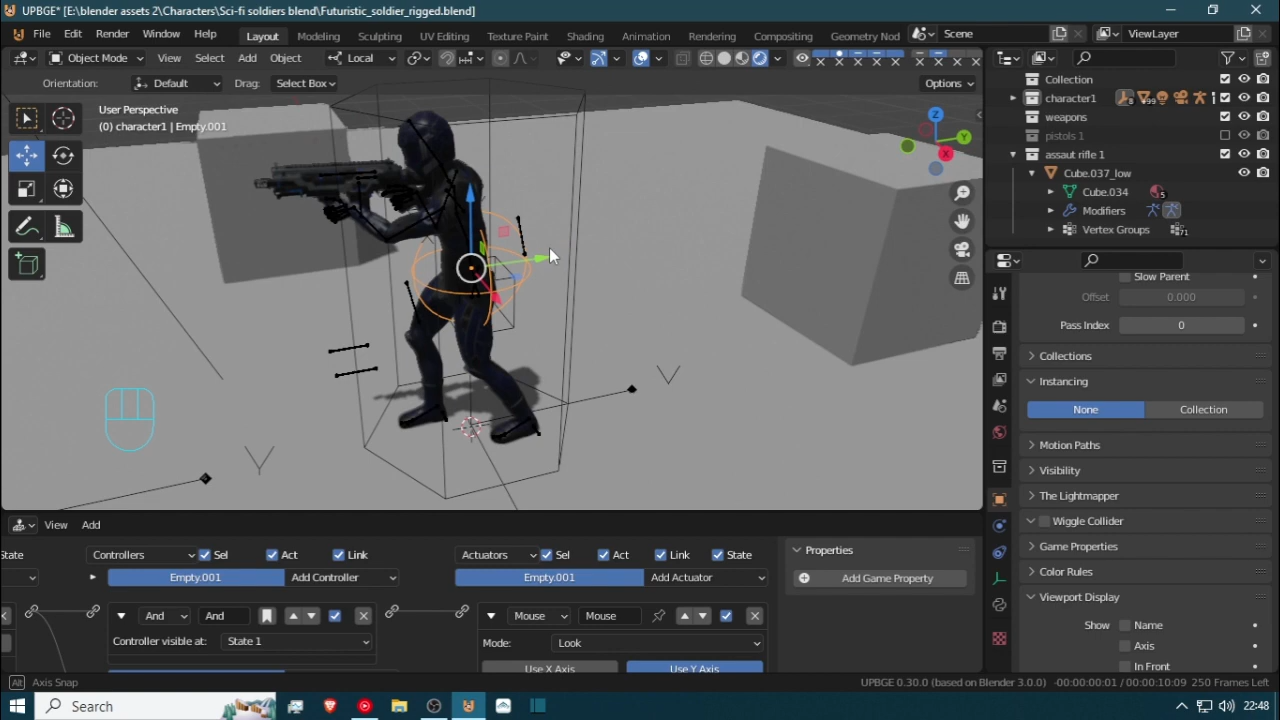 UPBGE* [E:\blender assets 2\Characters\Sci-fi soldiers blend\Futuristic_soldier_rigged.blend]
File Edit Render Window Help Layout Modeling Sculpting UV Editing Texture Paint Shading Animation Rendering Compositing Geometry Nod Scene ViewLayer
Object Mode View Select Add Object Local
Orientation: Default Drag: Select Box Options
User Perspective
(0) character1 | Empty.001
Z
Y
X
Collection
character1 8 99
weapons
pistols 1
assaut rifle 1
Cube.037_low
Cube.034 5
Modifiers
Vertex Groups 71
Slow Parent
Offset 0.000
Pass Index 0
Collections
Instancing
None Collection
Motion Paths
Visibility
The Lightmapper
Wiggle Collider
Game Properties
Color Rules
Viewport Display
Show Name
Axis
In Front
View Add
State Controllers Sel Act Link Actuators Sel Act Link State
Empty.001 Add Controller Empty.001 Add Actuator
And And Mouse Mouse
Controller visible at: State 1 Mode: Look
Use X Axis Use Y Axis
Properties
Add Game Property
Alt Axis Snap UPBGE 0.30.0 (based on Blender 3.0.0) -00:00:00:01 / 00:00:10:09 250 Frames Left
Search 22:48